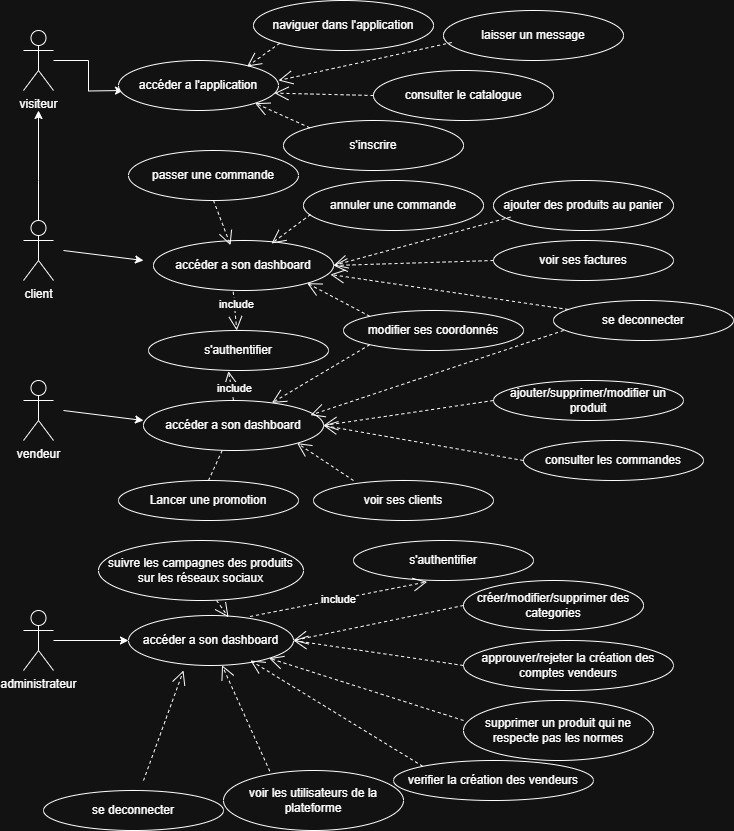 naviguer dans l'application
laisser un message
accéder a l'application
visiteur
consulter le catalogue
s'inscrire
passer une commande
annuler une commande
ajouter des produits au panier
accéder a son dashboard
voir ses factures
client
include
modifier ses coordonnés
se deconnecter
s'authentifier
include
ajouter/supprimer/modifier un
produit
accéder a son dashboard
vendeur
consulter les commandes
Lancer une promotion
voir ses clients
suivre les campagnes des produits
sur les réseaux sociaux
s'authentifier
include
créer/modifier/supprimer des
categories
accéder a son dashboard
administrateur
approuver/rejeter la création des
comptes vendeurs
supprimer un produit qui ne
respecte pas les normes
verifier la création des vendeurs
voir les utilisateurs de la
plateforme
se deconnecter